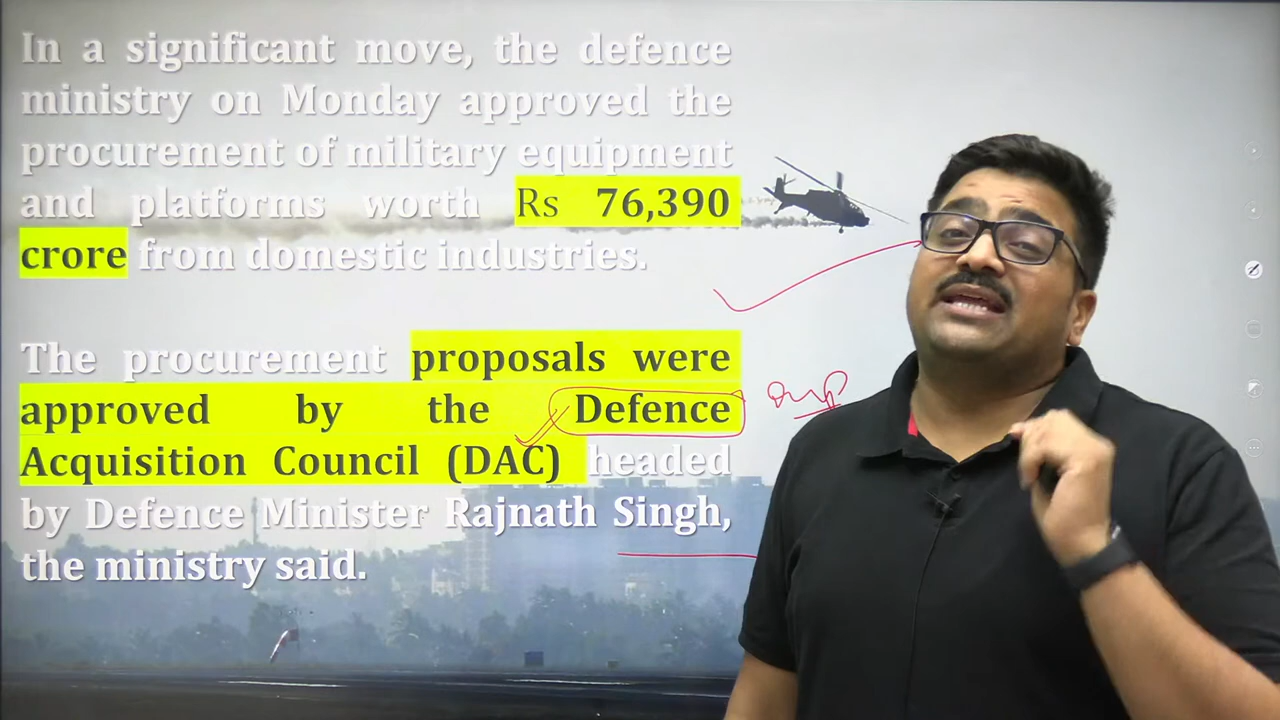 In a significant move, the defence
ministry on Monday approved the
procurement of military equipment
and platforms worth Rs 76,390
crore from domestic industries.
The procurement proposals were
approved by the Defence
Acquisition Council (DAC) headed
by Defence Minister Rajnath Singh,
the ministry said.